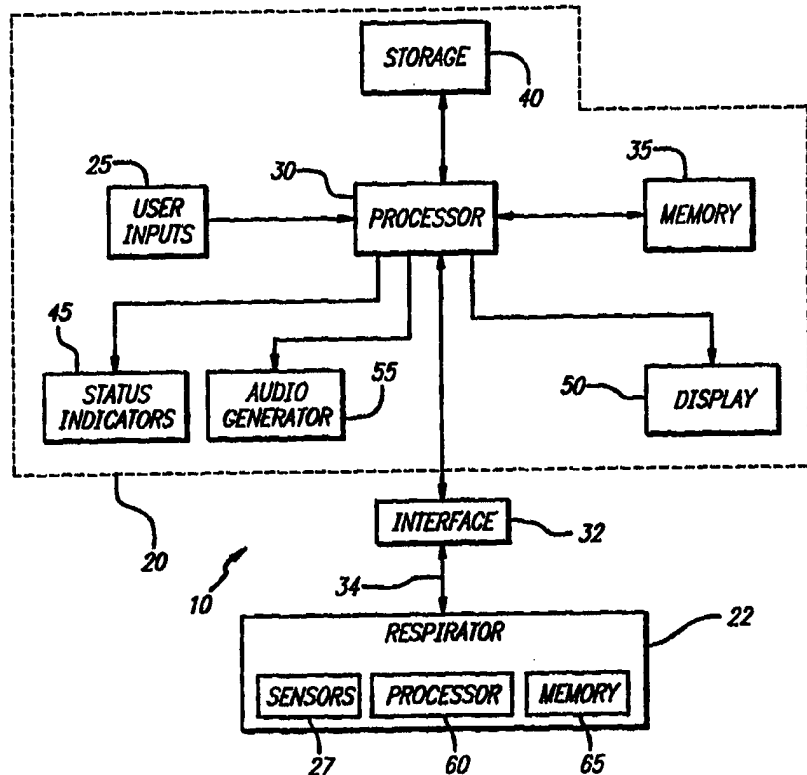 STORAGE
40
25
USER
INPUTS
30
PROCESSOR
35
MEMORY
45
STATUS
INDICATORS
AUDIO
GENERATOR
55
50
DISPLAY
20
INTERFACE
32
10
34
RESPIRATOR
22
SENSORS
PROCESSOR
MEMORY
27
60
65